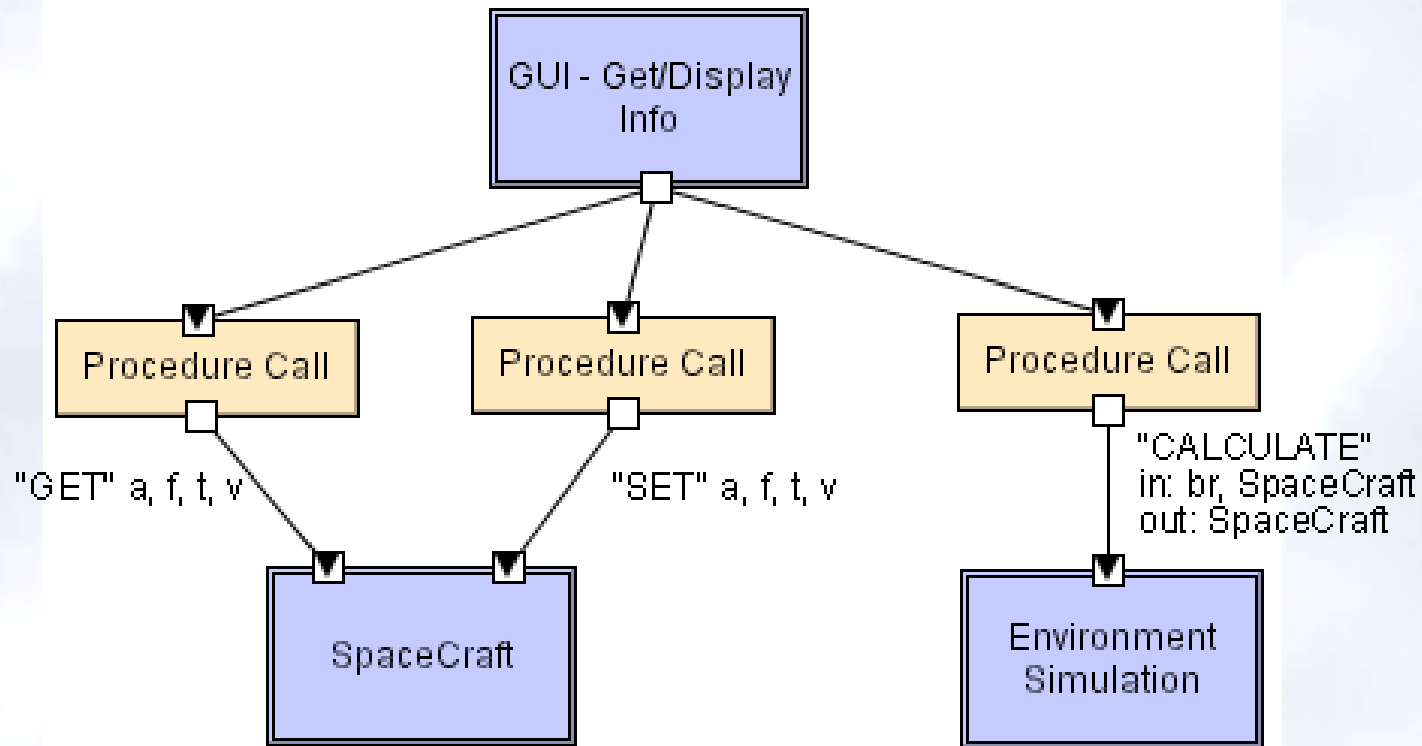 GUI - Get/Display
Info
Procedure Call
Procedure Call
Procedure Call
"GET" a, f, t, v
"SET" a, f, t, v
"CALCULATE"
in: br, SpaceCraft
out: SpaceCraft
SpaceCraft
Environment
Simulation